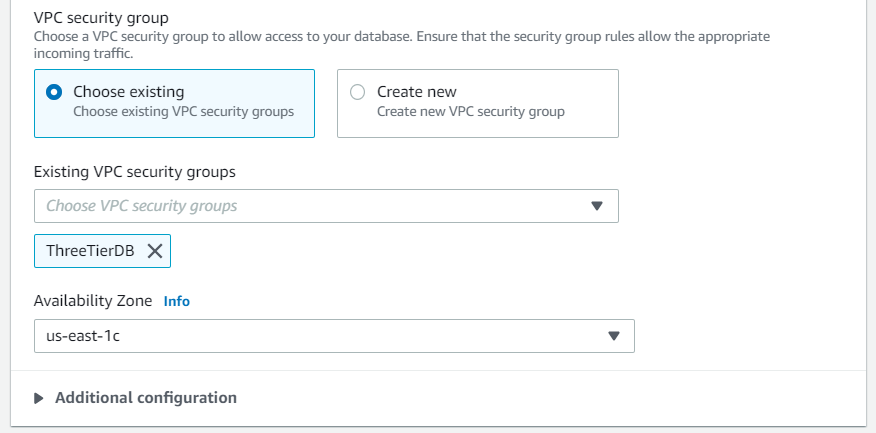 VPC security group
Choose a VPC security group to allow access to your database. Ensure that the security group rules allow the appropriate
incoming traffic.
Choose existing
Choose existing VPC security groups
Create new
Create new VPC security group
Existing VPC security groups
Choose VPC security groups
ThreeTierDB
Availability Zone Info
us-east-1c
Additional configuration